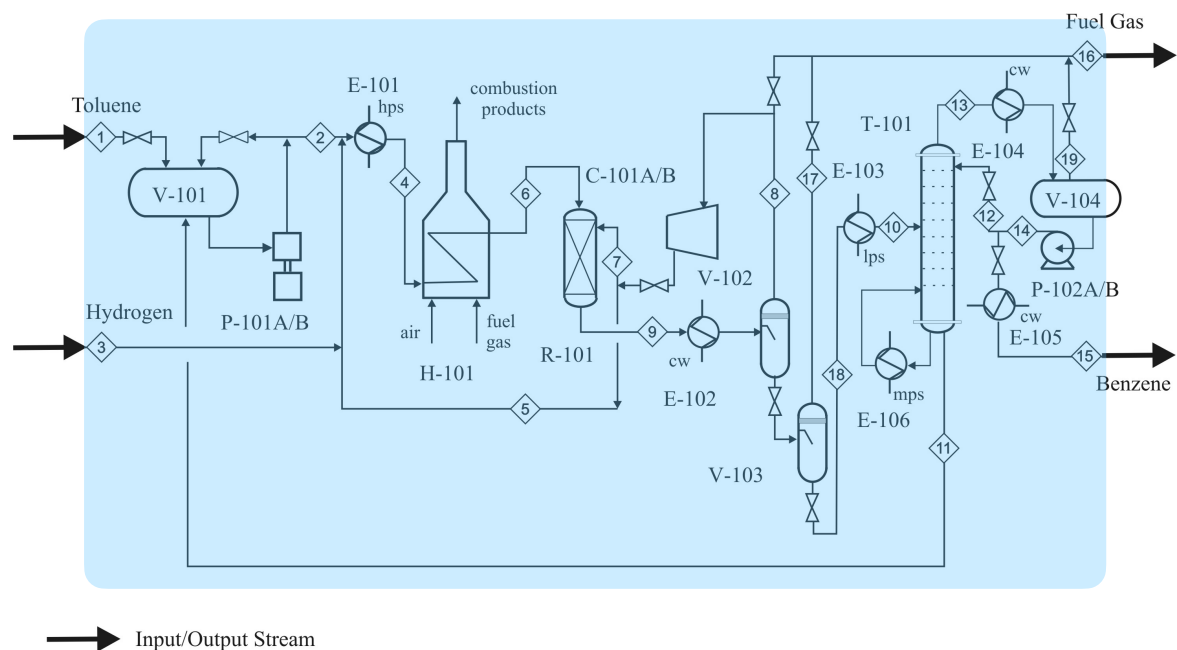 Fuel Gas
16
cw
E-101
hps
combustion
products
13
Toluene
1
2
T-101
E-104
19
4
6
C-101A/B
17
8
E-103
V-101
V-104
12
14
10
lps
7
V-102
P-102A/B
Hydrogen
P-101A/B
air
fuel
gas
cw
E-105
3
R-101
9
cw
15
H-101
18
mps
Benzene
E-102
E-106
5
11
V-103
Input/Output Stream